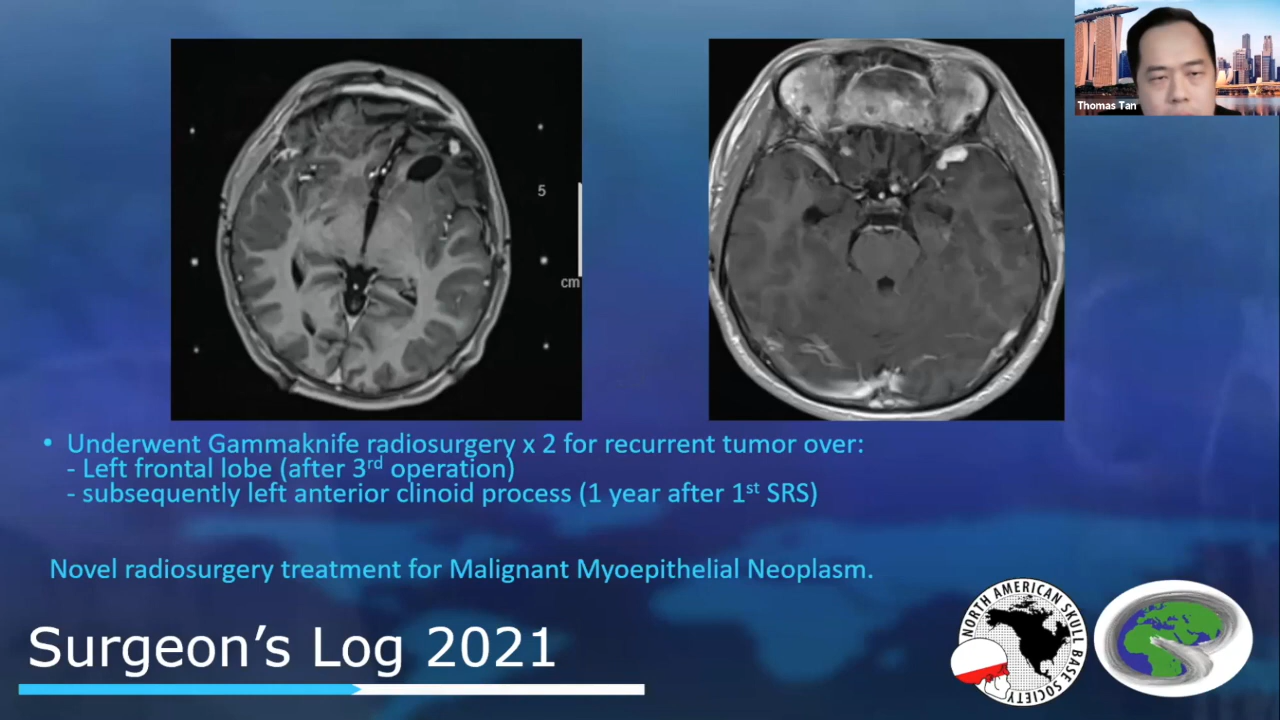 Thomas Tan
5
cm
• Underwent Gammaknife radiosurgery x 2 for recurrent tumor over:
- Left frontal lobe (after 3rd operation)
- subsequently left anterior clinoid process (1 year after 1st SRS)
Novel radiosurgery treatment for Malignant Myoepithelial Neoplasm.
Surgeon’s Log 2021
NORTH AMERICAN SKULL BASE SOCIETY